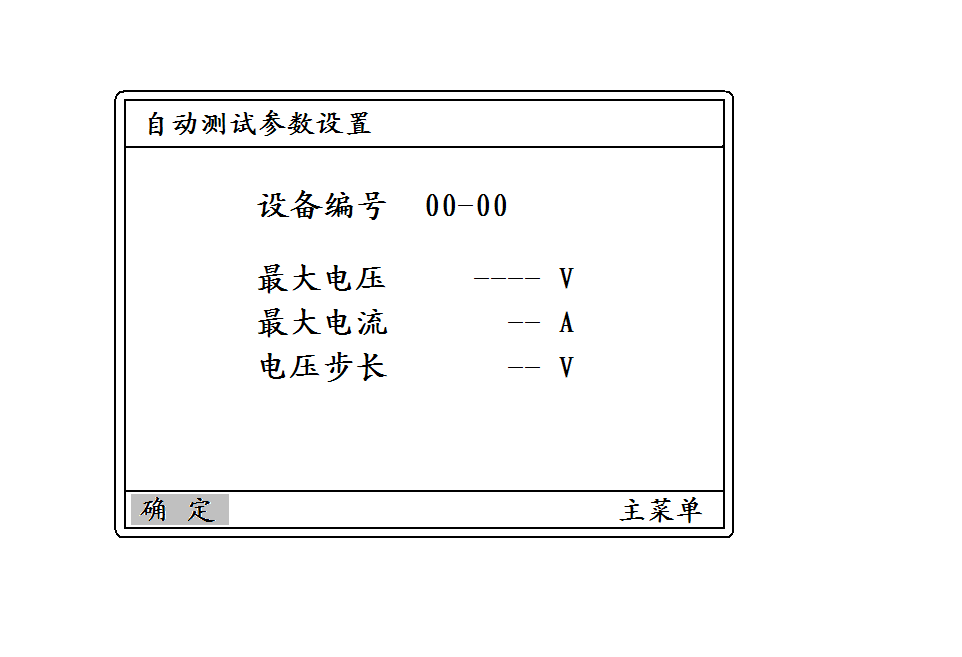 自动测试参数设置
设备编号 00-00
最大电压 ---- V
最大电流 -- A
电压步长 -- V
确 定 主菜单